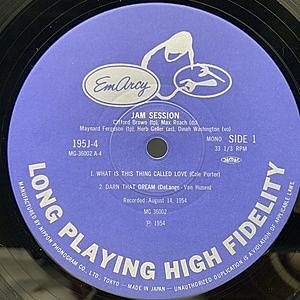 EmArcy
JAM SESSION
Clifford Brown (tp), Max Roach (d)
Maynard Ferguson (tp), Herb Geller (as), Dinah Washington (vo)
195J-4
MG-36002 A-4
MONO SIDE 1
33 1/3 RPM
1. WHAT IS THIS THING CALLED LOVE (Cole Porter)
2. DARN THAT DREAM (DeLange - Van Husen)
Recorded: August 14, 1954
MG 36002
℗ 1954
LONG PLAYING HIGH FIDELITY
MANUFACTURED BY NIPPON PHONOGRAM CO., LTD., TOKYO • MADE IN JAPAN • UNAUTHORIZED DUPLICATION IS A VIOLATION OF APPLICABLE LAWS.